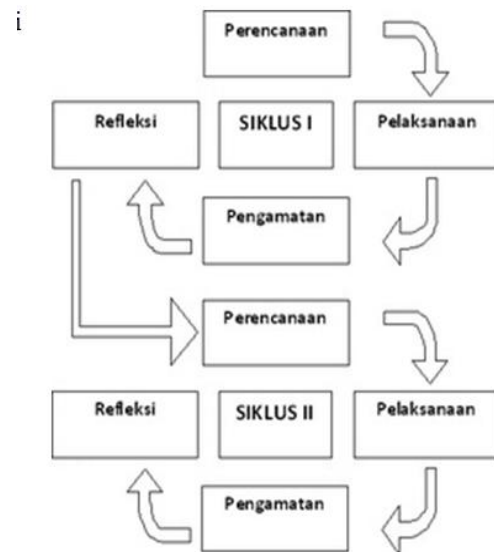 i
Perencanaan
Refleksi
SIKLUS I
Pelaksanaan
Pengamatan
Perencanaan
Refleksi
SIKLUS II
Pelaksanaan
Pengamatan